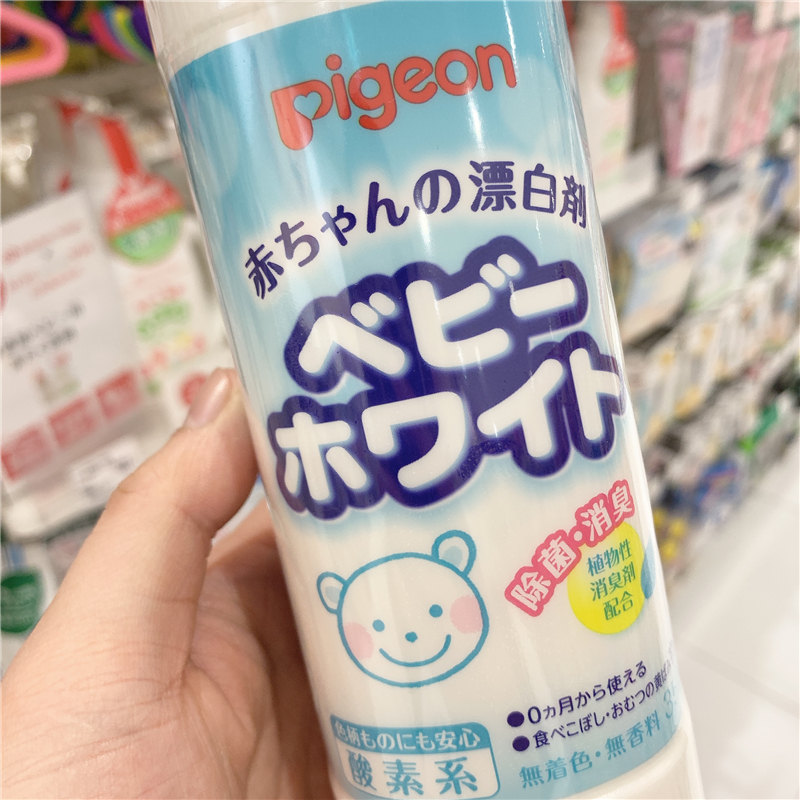 Pigeon
赤ちゃんの漂白剤
ベビー
ホワイト
除菌・消臭
植物性
消臭剤
配合
●0ヵ月から使える
●食べこぼし・おむつの黄ばみ
色柄ものにも安心
酸素系
無着色・無香料